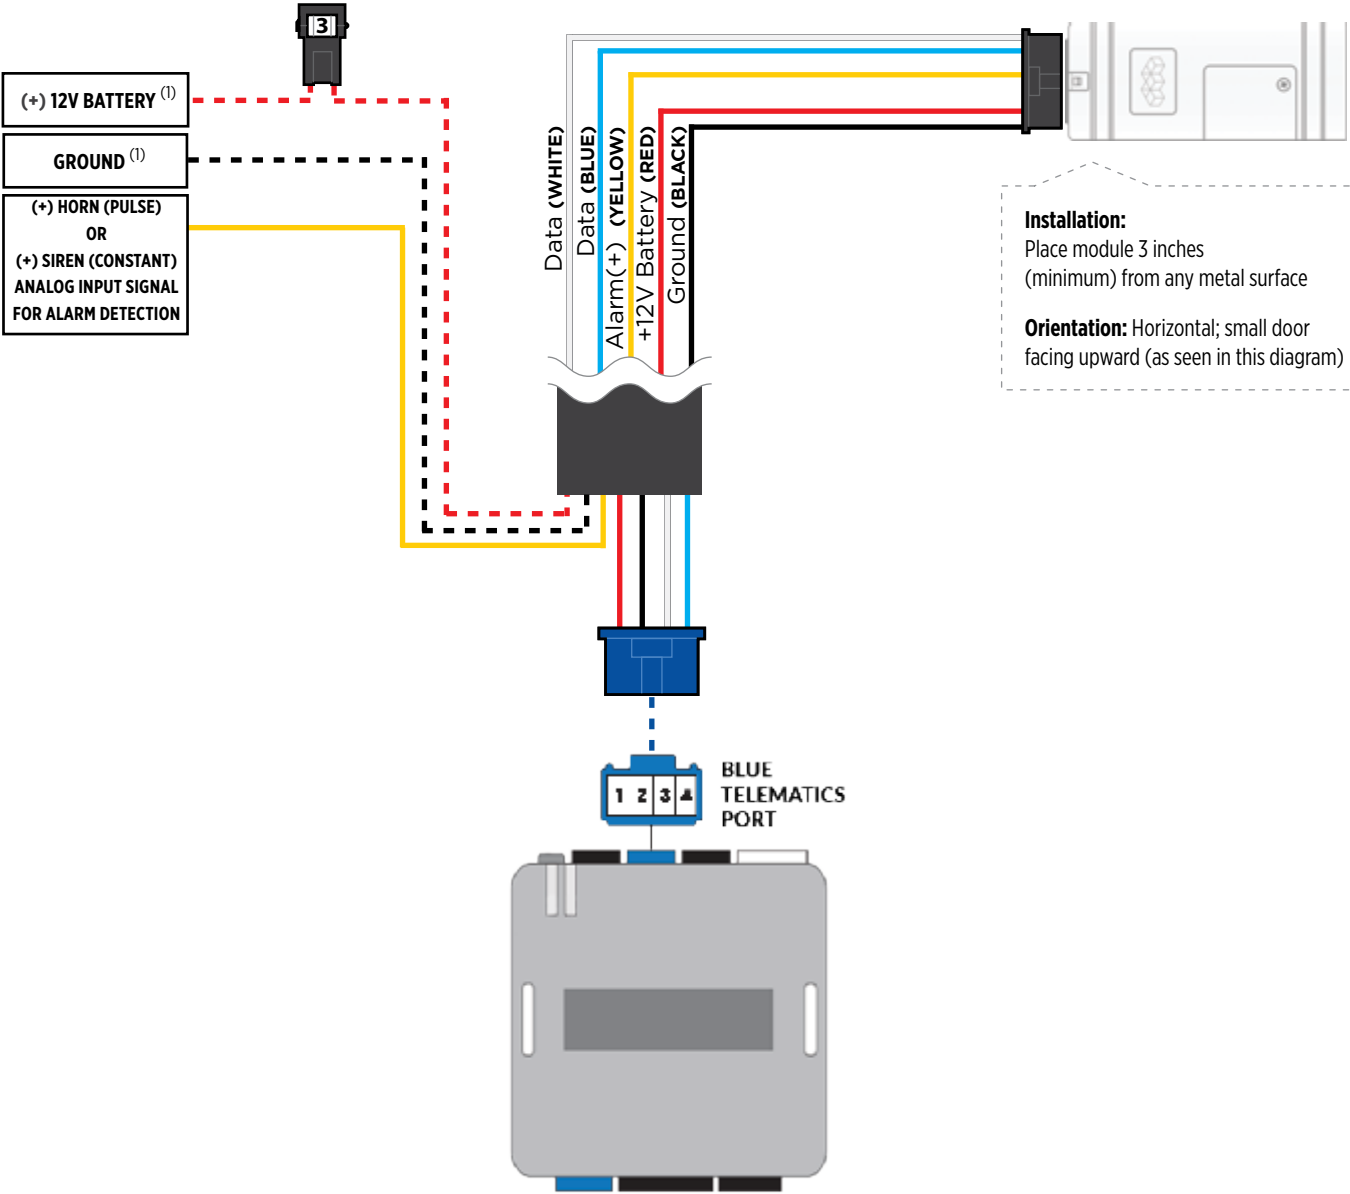 3
(+) 12V BATTERY (1)
GROUND (1)
(+) HORN (PULSE)
OR
(+) SIREN (CONSTANT)
ANALOG INPUT SIGNAL
FOR ALARM DETECTION
Data (WHITE)
Data (BLUE)
Alarm(+) (YELLOW)
+12V Battery (RED)
Ground (BLACK)
Installation:
Place module 3 inches
(minimum) from any metal surface
Orientation: Horizontal; small door
facing upward (as seen in this diagram)
1 2 3 4
BLUE
TELEMATICS
PORT